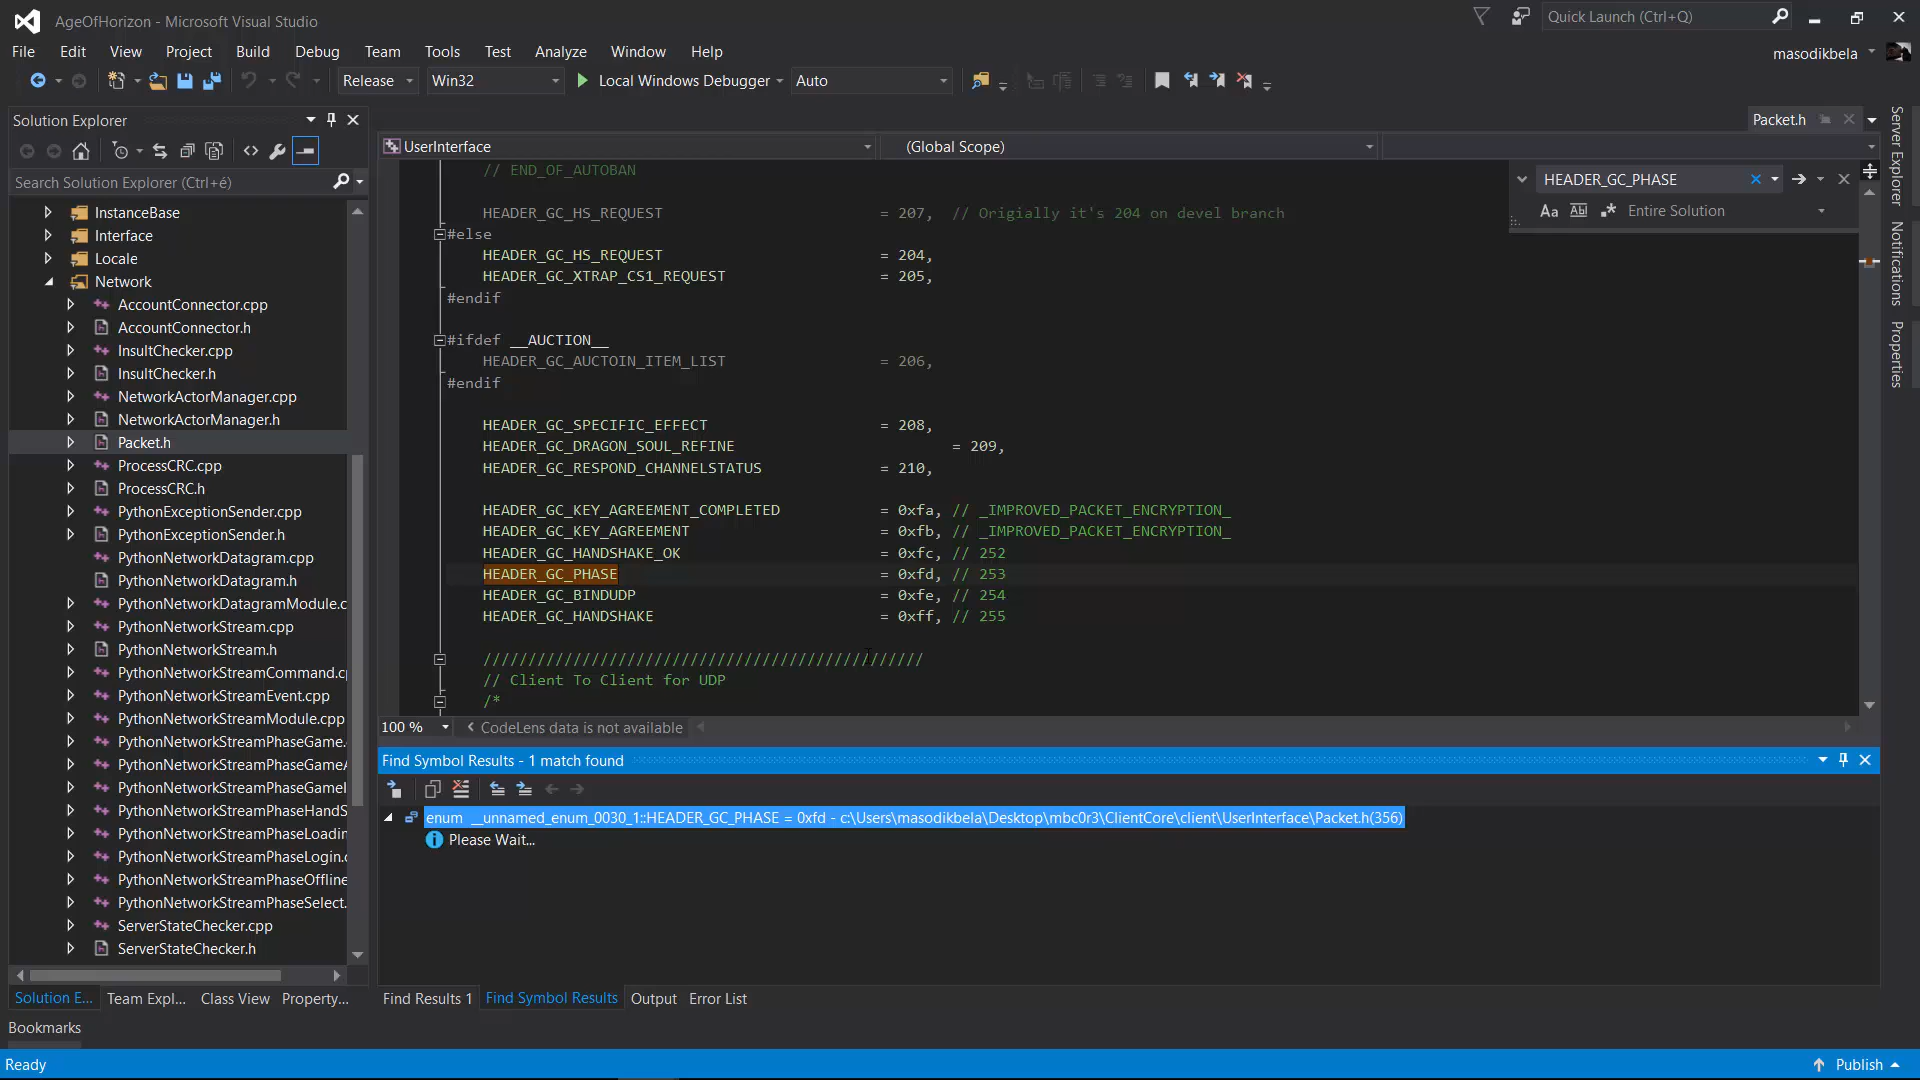 AgeOfHorizon - Microsoft Visual Studio
Quick Launch (Ctrl+Q)
File Edit View Project Build Debug Team Tools Test Analyze Window Help
masodikbela
Release Win32 Local Windows Debugger Auto
Solution Explorer
Packet.h
UserInterface (Global Scope)
Search Solution Explorer (Ctrl+é)
HEADER_GC_PHASE
Aa Ab| Entire Solution
InstanceBase
Interface
Locale
Network
AccountConnector.cpp
AccountConnector.h
InsultChecker.cpp
InsultChecker.h
NetworkActorManager.cpp
NetworkActorManager.h
Packet.h
ProcessCRC.cpp
ProcessCRC.h
PythonExceptionSender.cpp
PythonExceptionSender.h
PythonNetworkDatagram.cpp
PythonNetworkDatagram.h
PythonNetworkDatagramModule.c
PythonNetworkStream.cpp
PythonNetworkStream.h
PythonNetworkStreamCommand.c
PythonNetworkStreamEvent.cpp
PythonNetworkStreamModule.cpp
PythonNetworkStreamPhaseGame.
PythonNetworkStreamPhaseGame
PythonNetworkStreamPhaseGameI
PythonNetworkStreamPhaseHandS
PythonNetworkStreamPhaseLoadin
PythonNetworkStreamPhaseLogin.c
PythonNetworkStreamPhaseOffline
PythonNetworkStreamPhaseSelect.
ServerStateChecker.cpp
ServerStateChecker.h
// END_OF_AUTOBAN
HEADER_GC_HS_REQUEST = 207, // Origially it's 204 on devel branch
#else
HEADER_GC_HS_REQUEST = 204,
HEADER_GC_XTRAP_CS1_REQUEST = 205,
#endif
#ifdef __AUCTION__
HEADER_GC_AUCTOIN_ITEM_LIST = 206,
#endif
HEADER_GC_SPECIFIC_EFFECT = 208,
HEADER_GC_DRAGON_SOUL_REFINE = 209,
HEADER_GC_RESPOND_CHANNELSTATUS = 210,
HEADER_GC_KEY_AGREEMENT_COMPLETED = 0xfa, // _IMPROVED_PACKET_ENCRYPTION_
HEADER_GC_KEY_AGREEMENT = 0xfb, // _IMPROVED_PACKET_ENCRYPTION_
HEADER_GC_HANDSHAKE_OK = 0xfc, // 252
HEADER_GC_PHASE = 0xfd, // 253
HEADER_GC_BINDUDP = 0xfe, // 254
HEADER_GC_HANDSHAKE = 0xff, // 255
/////////////////////////////////////////////////
// Client To Client for UDP
/*
100 % CodeLens data is not available
Find Symbol Results - 1 match found
enum __unnamed_enum_0030_1::HEADER_GC_PHASE = 0xfd - c:\Users\masodikbela\Desktop\mbc0r3\ClientCore\client\UserInterface\Packet.h(356)
Please Wait...
Solution E... Team Expl... Class View Property...
Find Results 1 Find Symbol Results Output Error List
Bookmarks
Ready
Publish
Server Explorer
Notifications
Properties